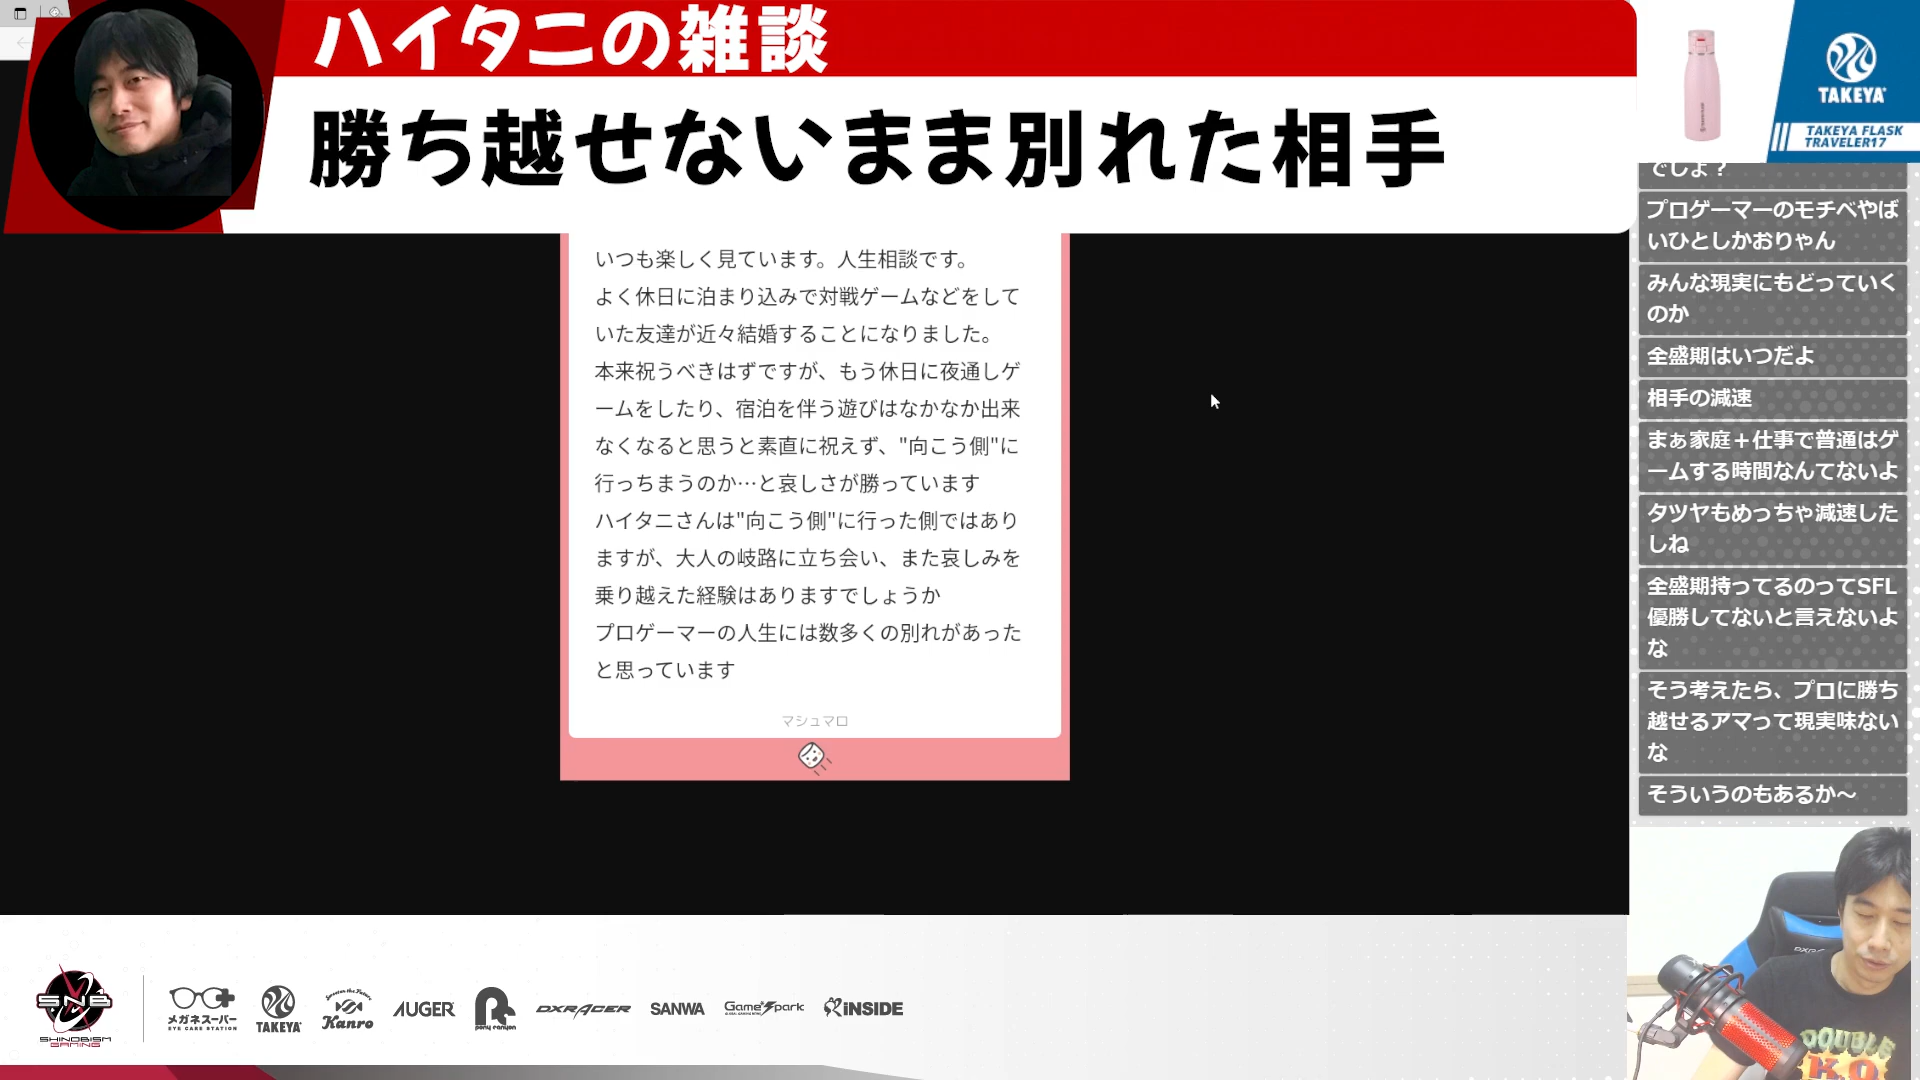 ハイタニの雑談
勝ち越せないまま別れた相手
TAKEYA
TAKEYA FLASK
TRAVELER17
いつも楽しく見ています。人生相談です。
よく休日に泊まり込みで対戦ゲームなどをして
いた友達が近々結婚することになりました。
本来祝うべきはずですが、もう休日に夜通しゲ
ームをしたり、宿泊を伴う遊びはなかなか出来
なくなると思うと素直に祝えず、"向こう側"に
行っちまうのか…と哀しさが勝っています
ハイタニさんは"向こう側"に行った側ではあり
ますが、大人の岐路に立ち会い、また哀しみを
乗り越えた経験はありますでしょうか
プロゲーマーの人生には数多くの別れがあった
と思っています
マシュマロ
でしょ？
プロゲーマーのモチベやば
いひとしかおりゃん
みんな現実にもどっていく
のか
全盛期はいつだよ
相手の減速
まぁ家庭＋仕事で普通はゲ
ームする時間なんてないよ
タツヤもめっちゃ減速した
しね
全盛期持ってるのってSFL
優勝してないと言えないよ
な
そう考えたら、プロに勝ち
越せるアマって現実味ない
な
そういうのもあるか～
SNB
SHINOBISM
GAMING
メガネスーパー
EYE CARE STATION
TAKEYA
Sweeten the Future
Kanro
AUGER
pony canyon
DXRACER
SANWA
Game*Spark
iNSIDE
DOUBLE
K.O